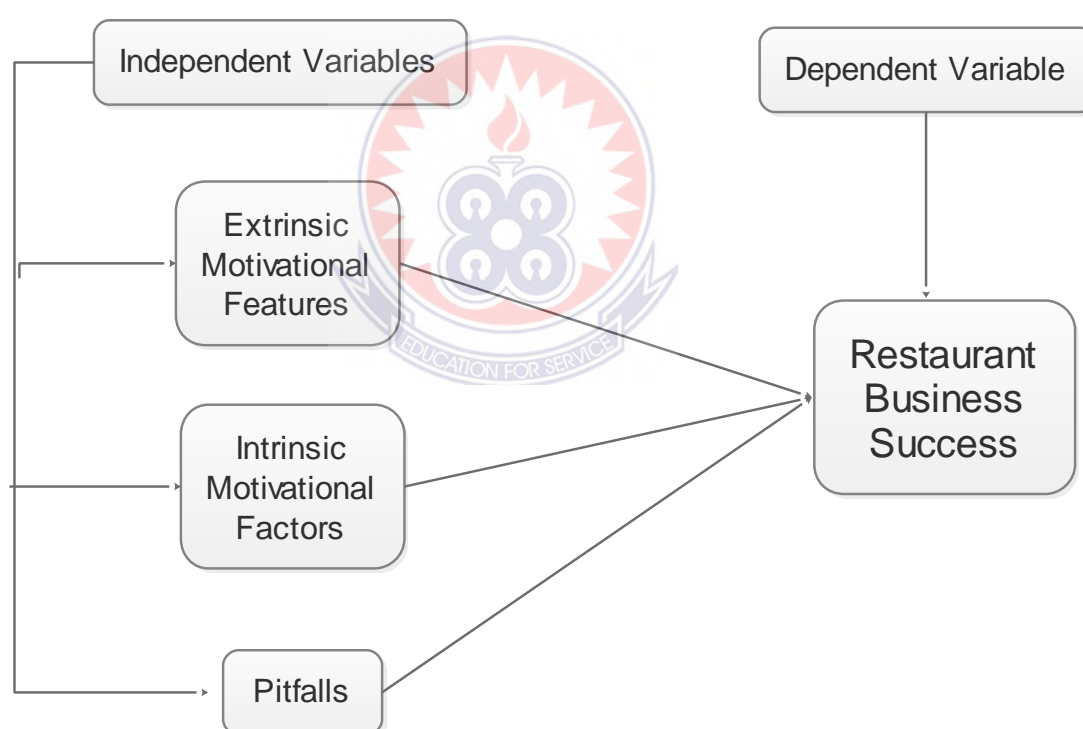 Independent Variables
Dependent Variable
Extrinsic
Motivational
Features
EDUCATION FOR SERVICE
Restaurant
Business
Success
Intrinsic
Motivational
Factors
Pitfalls